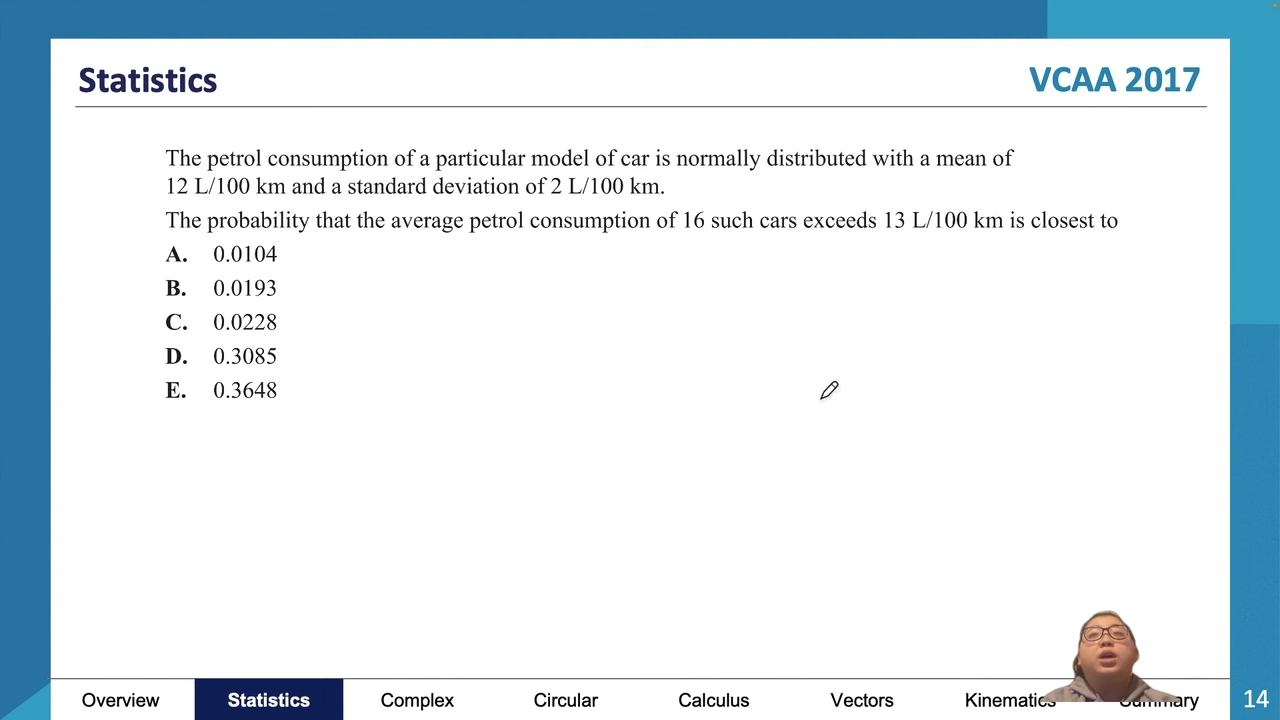 Statistics
VCAA 2017
The petrol consumption of a particular model of car is normally distributed with a mean of
12 L/100 km and a standard deviation of 2 L/100 km.
The probability that the average petrol consumption of 16 such cars exceeds 13 L/100 km is closest to
A. 0.0104
B. 0.0193
C. 0.0228
D. 0.3085
E. 0.3648
Overview Statistics Complex Circular Calculus Vectors Kinematics Summary 14